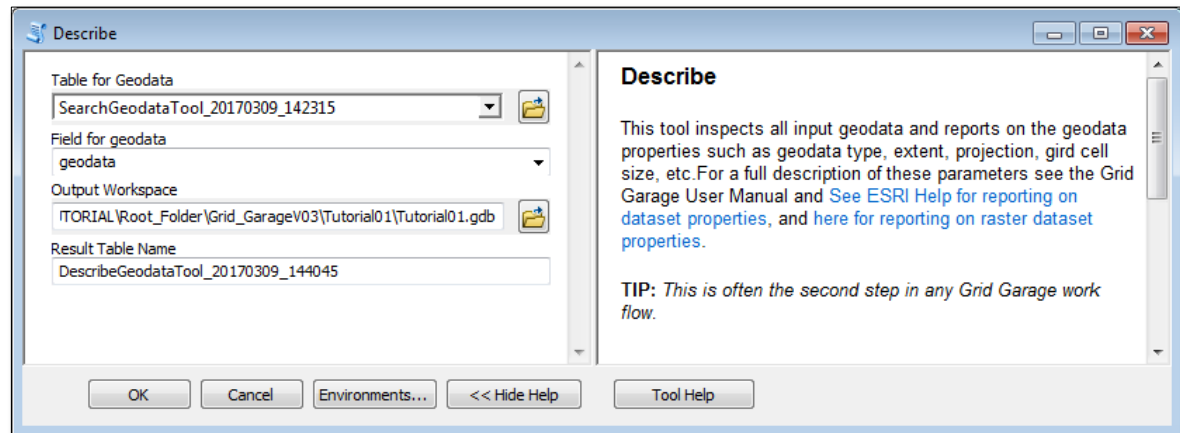 Describe
Table for Geodata
SearchGeodataTool_20170309_142315
Field for geodata
geodata
Output Workspace
TORIAL\Root_Folder\Grid_GarageV03\Tutorial01\Tutorial01.gdb
Result Table Name
DescribeGeodataTool_20170309_144045
Describe
This tool inspects all input geodata and reports on the geodata
properties such as geodata type, extent, projection, gird cell
size, etc.For a full description of these parameters see the Grid
Garage User Manual and See ESRI Help for reporting on
dataset properties, and here for reporting on raster dataset
properties.
TIP: This is often the second step in any Grid Garage work
flow.
OK
Cancel
Environments...
<< Hide Help
Tool Help